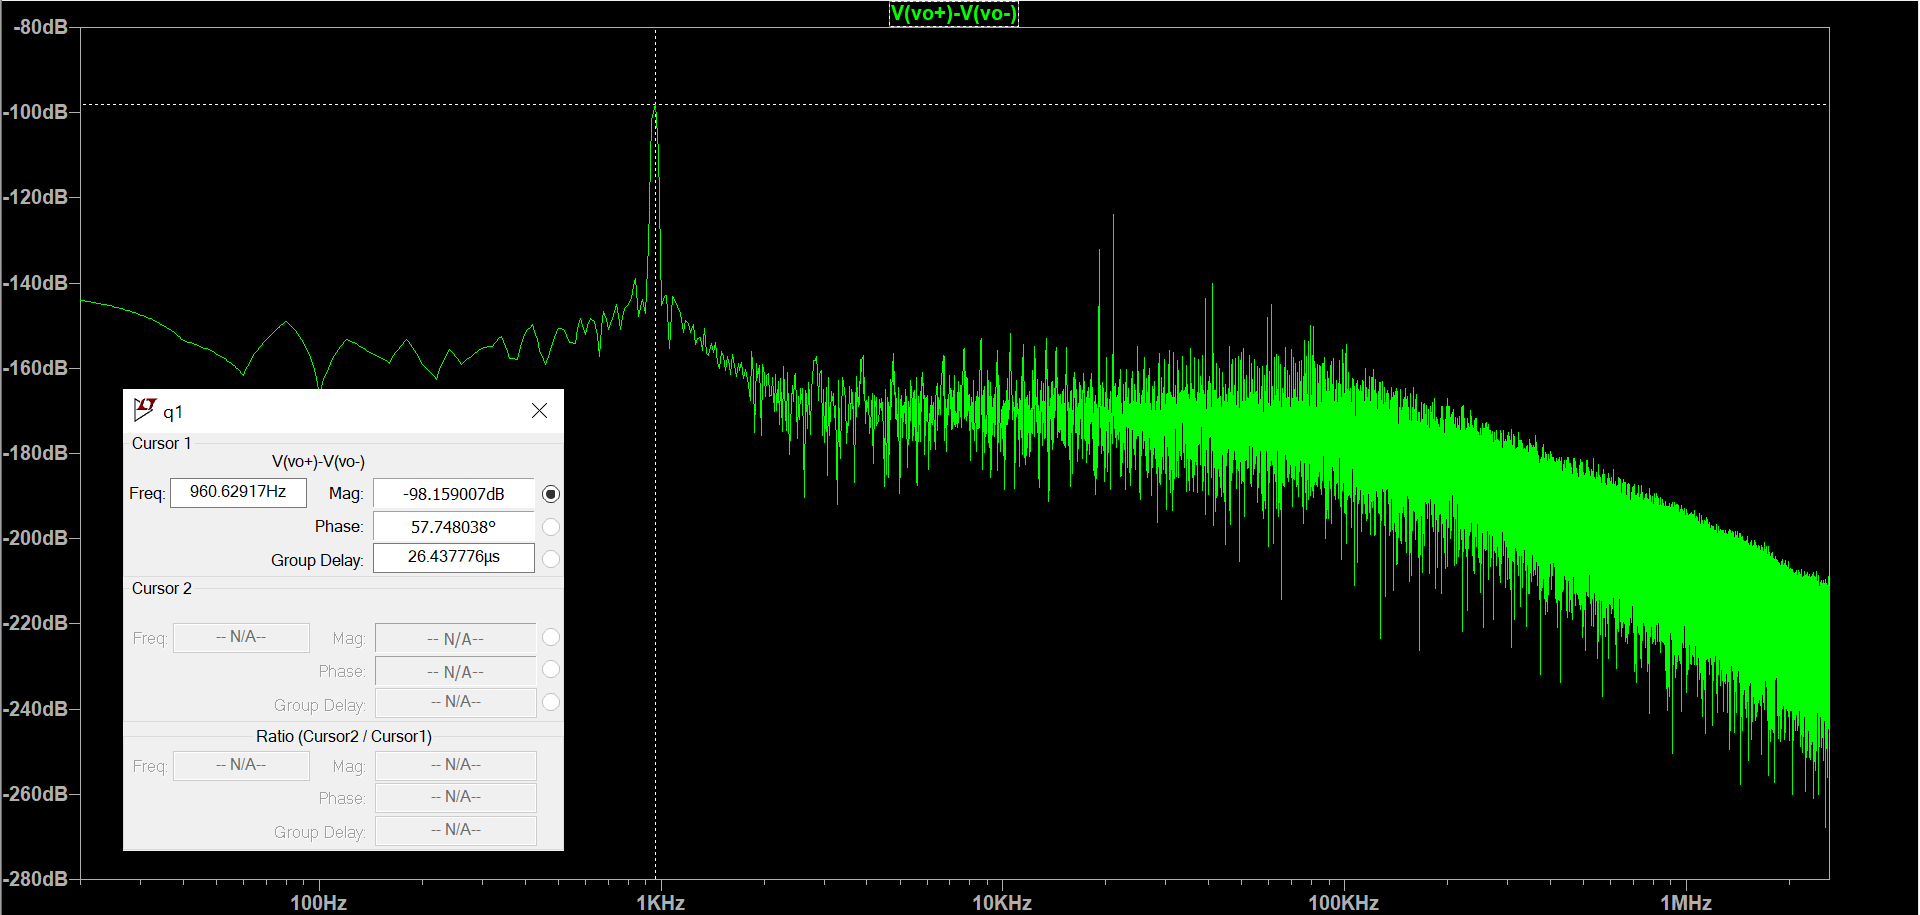 V(vo+)-V(vo-)
-80dB
-100dB
-120dB
-140dB
-160dB
-180dB
-200dB
-220dB
-240dB
-260dB
-280dB
q1
Cursor 1
V(vo+)-V(vo-)
Freq: 960.62917Hz Mag: -98.159007dB
Phase: 57.748038°
Group Delay: 26.437776µs
Cursor 2
Freq: -- N/A-- Mag: -- N/A--
Phase: -- N/A--
Group Delay: -- N/A--
Ratio (Cursor2 / Cursor1)
Freq: -- N/A-- Mag: -- N/A--
Phase: -- N/A--
Group Delay: -- N/A--
100Hz 1KHz 10KHz 100KHz 1MHz